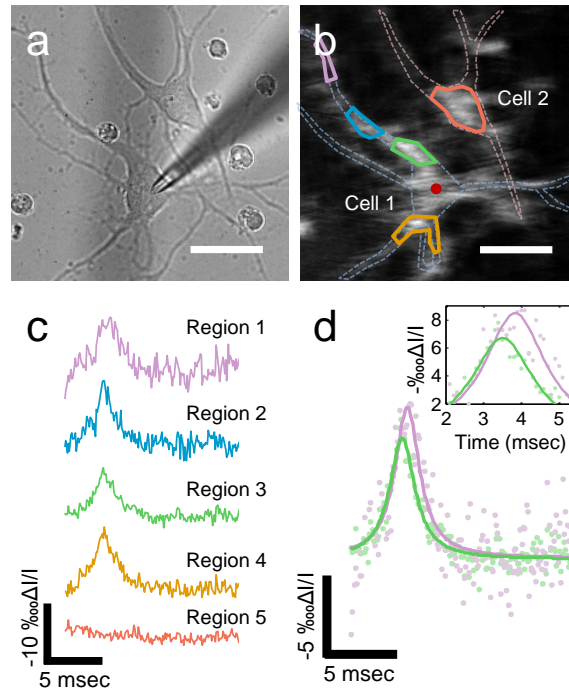 a
b
Cell 2
Cell 1
c
Region 1
Region 2
Region 3
Region 4
Region 5
-10 ‱ΔI/I
5 msec
d
-‱ΔI/I
8
6
4
2
2
3
4
5
Time (msec)
-5 ‱ΔI/I
5 msec